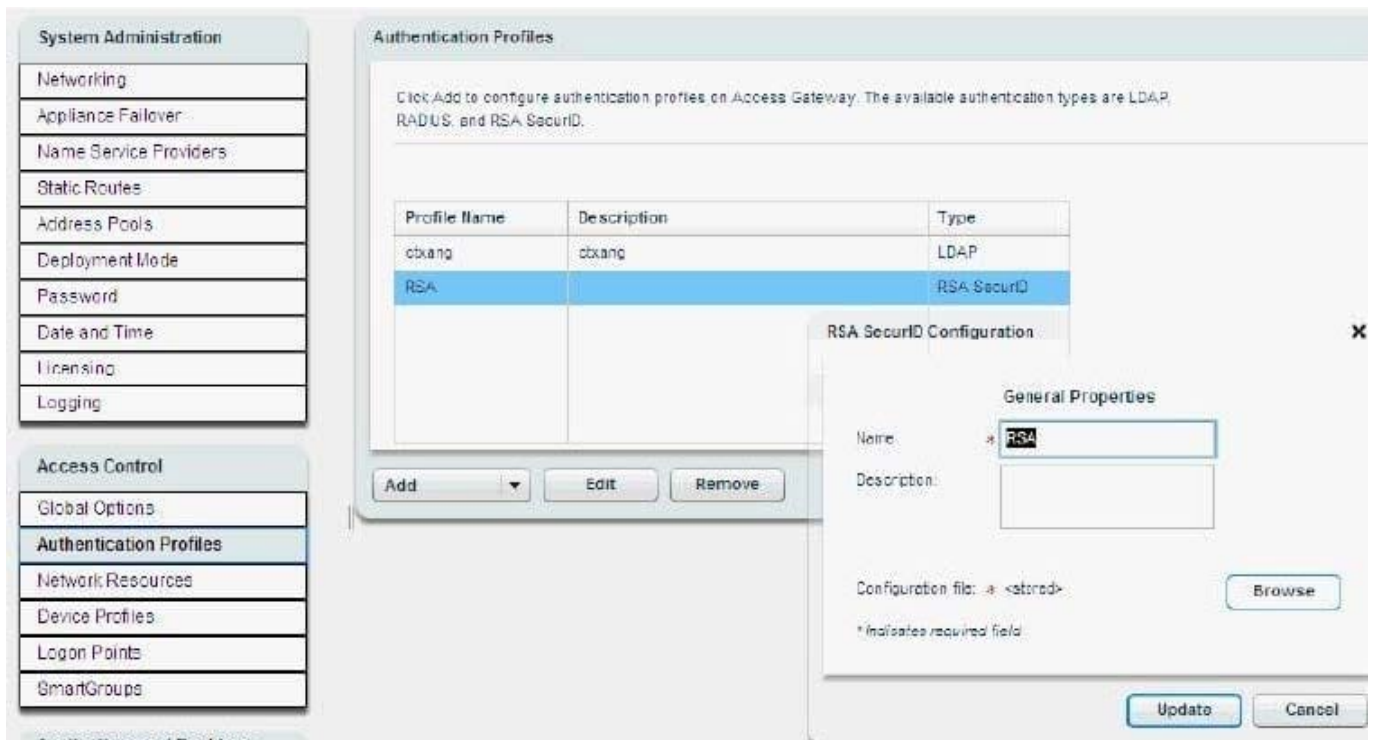 System Administration
Networking
Appliance Failover
Name Service Providers
Static Routes
Address Pools
Deployment Mode
Password
Date and Time
Licensing
Logging
Access Control
Global Options
Authentication Profiles
Network Resources
Device Profiles
Logon Points
SmartGroups
Authentication Profiles
Click Add to configure authentication profiles on Access Gateway. The available authentication types are LDAP,
RADIUS, and RSA SecurID.
Profile Name Description Type
ctxang ctxang LDAP
RSA RSA SecurID
Add Edit Remove
RSA SecurID Configuration
General Properties
Name * RSA
Description:
Configuration file: * <stored> Browse
* Indicates required field
Update Cancel